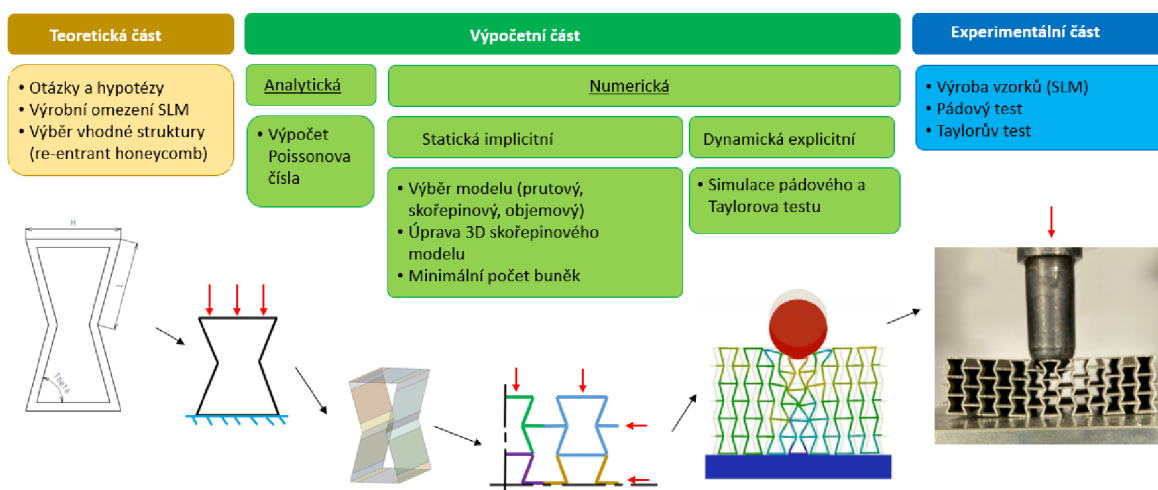 Teoretická část
• Otázky a hypotézy
• Výrobní omezení SLM
• Výběr vhodné struktury
(re-entrant honeycomb)
Výpočetní část
Analytická
• Výpočet
Poissonova
čísla
Numerická
Statická implicitní
• Výběr modelu (prutový,
skořepinový, objemový)
• Úprava 3D skořepinového
modelu
• Minimální počet buněk
Dynamická explicitní
• Simulace pádového a
Taylorova testu
Experimentální část
• Výroba vzorků (SLM)
• Pádový test
• Taylorův test
H
L
Theta